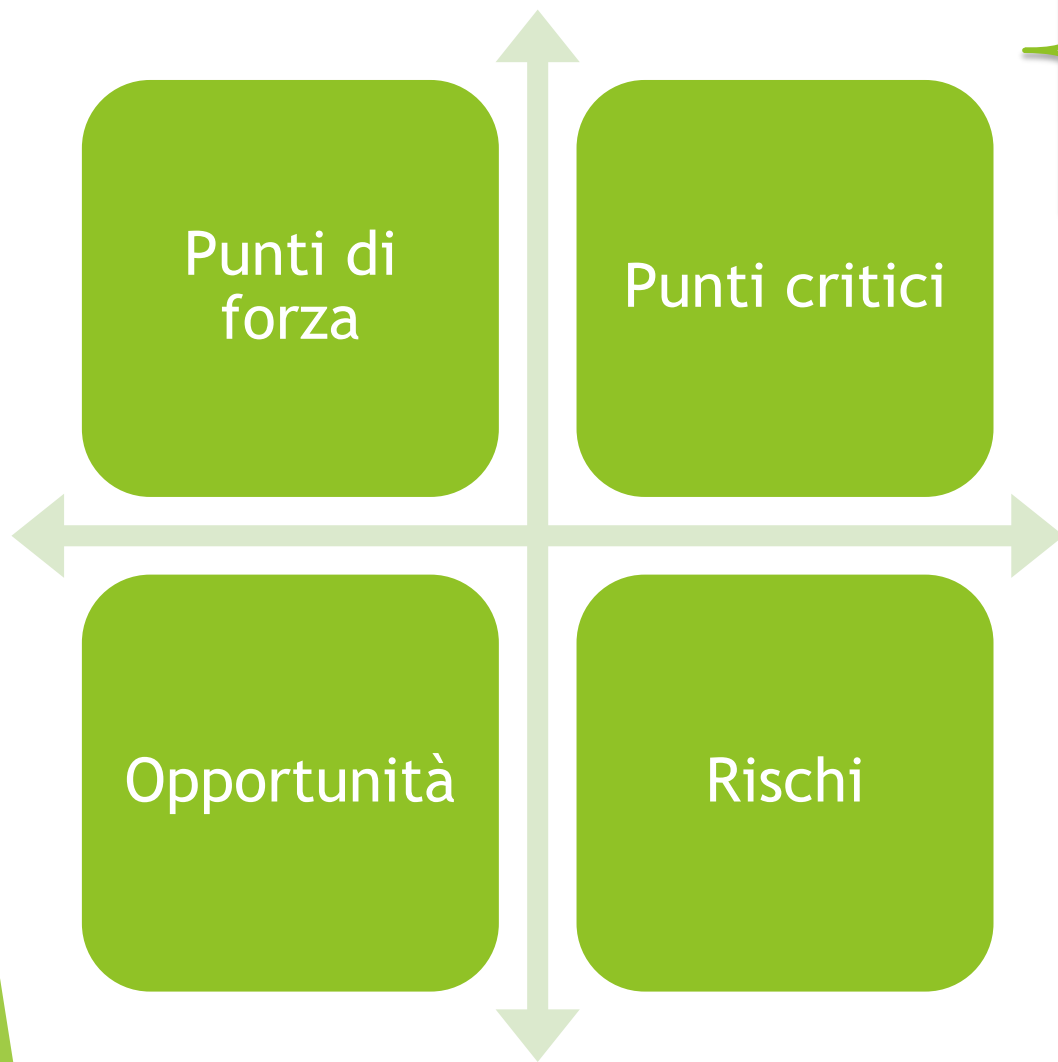 Punti di
forza
Punti critici
Opportunità
Rischi